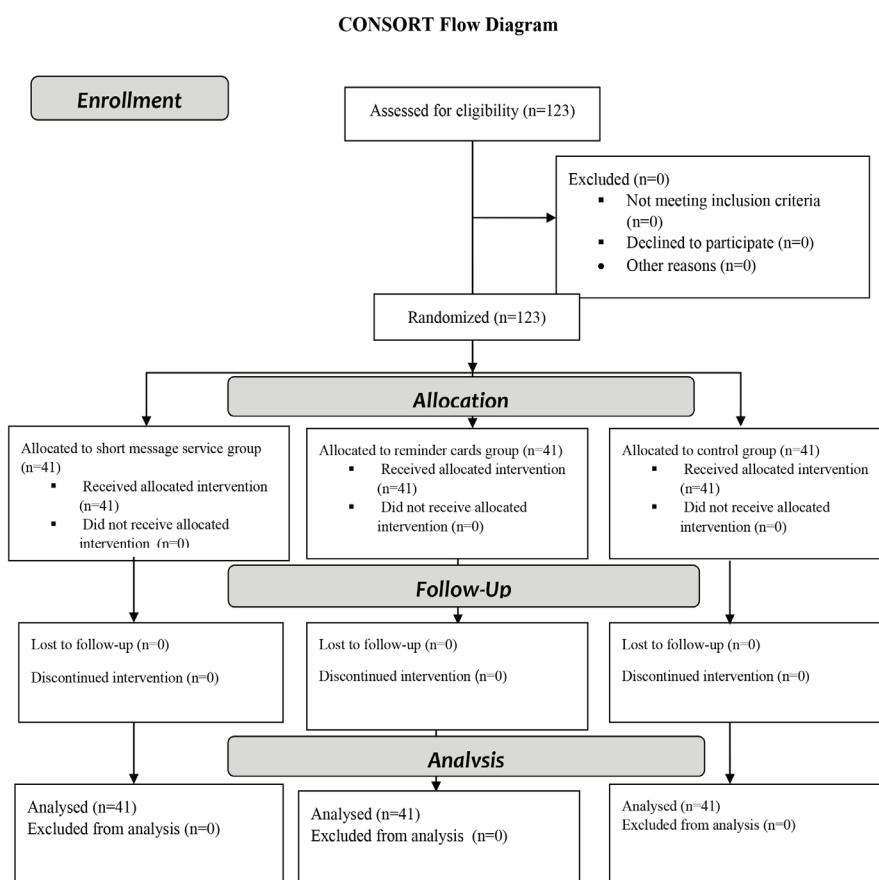 CONSORT Flow Diagram
Enrollment
Assessed for eligibility (n=123)
Excluded (n=0)
▪ Not meeting inclusion criteria
(n=0)
▪ Declined to participate (n=0)
• Other reasons (n=0)
Randomized (n=123)
Allocation
Allocated to short message service group
(n=41)
▪ Received allocated intervention
(n=41)
▪ Did not receive allocated
intervention (n=0)
Allocated to reminder cards group (n=41)
▪ Received allocated intervention
(n=41)
▪ Did not receive allocated
intervention (n=0)
Allocated to control group (n=41)
▪ Received allocated intervention
(n=41)
▪ Did not receive allocated
intervention (n=0)
Follow-Up
Lost to follow-up (n=0)
Discontinued intervention (n=0)
Lost to follow-up (n=0)
Discontinued intervention (n=0)
Lost to follow-up (n=0)
Discontinued intervention (n=0)
Analysis
Analysed (n=41)
Excluded from analysis (n=0)
Analysed (n=41)
Excluded from analysis (n=0)
Analysed (n=41)
Excluded from analysis (n=0)